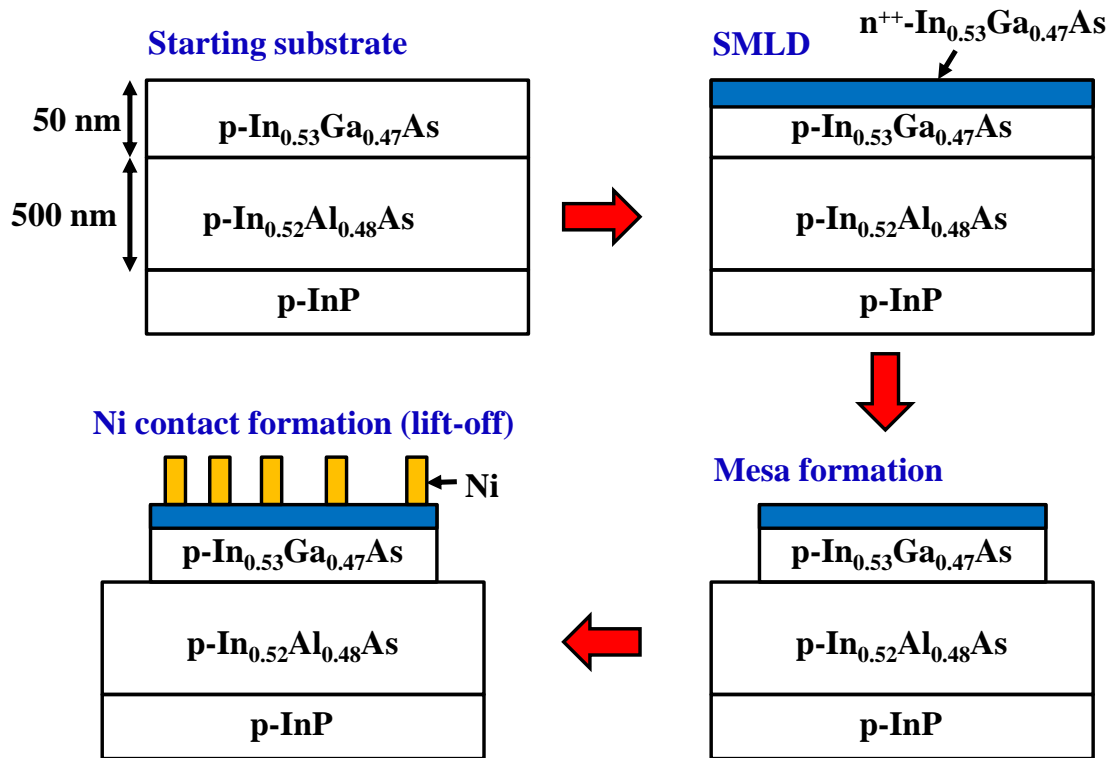 Starting substrate
50 nm
p-In₀.₅₃Ga₀.₄₇As
500 nm
p-In₀.₅₂Al₀.₄₈As
p-InP
SMLD
n⁺⁺-In₀.₅₃Ga₀.₄₇As
p-In₀.₅₃Ga₀.₄₇As
p-In₀.₅₂Al₀.₄₈As
p-InP
Mesa formation
p-In₀.₅₃Ga₀.₄₇As
p-In₀.₅₂Al₀.₄₈As
p-InP
Ni contact formation (lift-off)
Ni
p-In₀.₅₃Ga₀.₄₇As
p-In₀.₅₂Al₀.₄₈As
p-InP